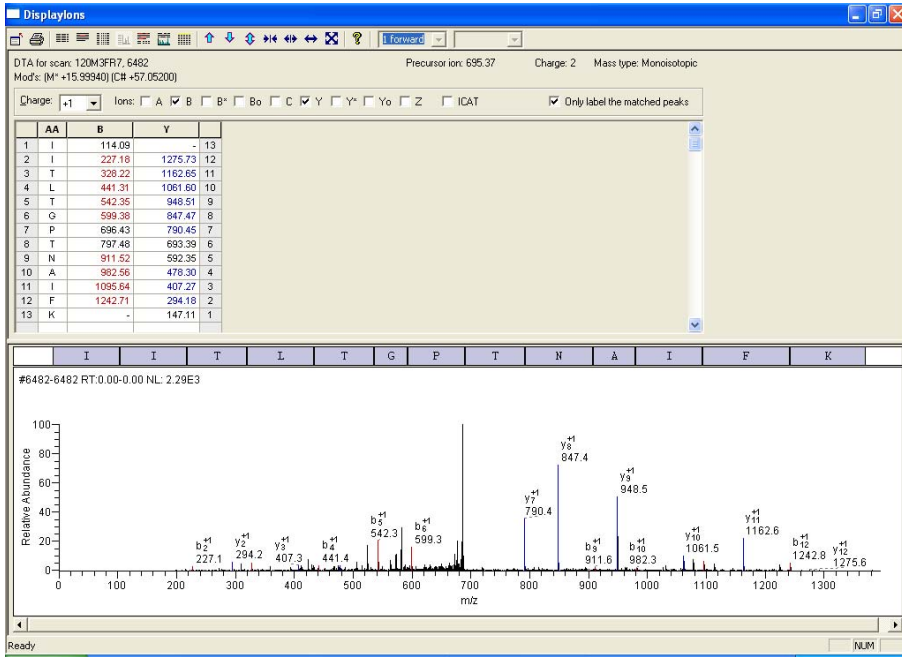 DisplayIons
1 forward
DTA for scan: 120M3FR7, 6482 Precursor ion: 695.37 Charge: 2 Mass type: Monoisotopic
Mod's: (M* +15.99940) (C# +57.05200)
Charge: +1 Ions: A B B* Bo C Y Y* Yo Z ICAT Only label the matched peaks
AA B Y
1 I 114.09 - 13
2 I 227.18 1275.73 12
3 T 328.22 1162.65 11
4 L 441.31 1061.60 10
5 T 542.35 948.51 9
6 G 599.38 847.47 8
7 P 696.43 790.45 7
8 T 797.48 693.39 6
9 N 911.52 592.35 5
10 A 982.56 478.30 4
11 I 1095.64 407.27 3
12 F 1242.71 294.18 2
13 K - 147.11 1
I I T L T G P T N A I F K
#6482-6482 RT:0.00-0.00 NL: 2.29E3
100
80
60
40
20
0
Relative Abundance
b2+1
227.1
y2+1
294.2
y3+1
407.3
b4+1
441.4
b5+1
542.3
b6+1
599.3
y7+1
790.4
y8+1
847.4
b9+1
911.6
y9+1
948.5
b10+1
982.3
y10+1
1061.5
y11+1
1162.6
b12+1
1242.8
y12+1
1275.6
0 100 200 300 400 500 600 700 800 900 1000 1100 1200 1300
m/z
Ready NUM